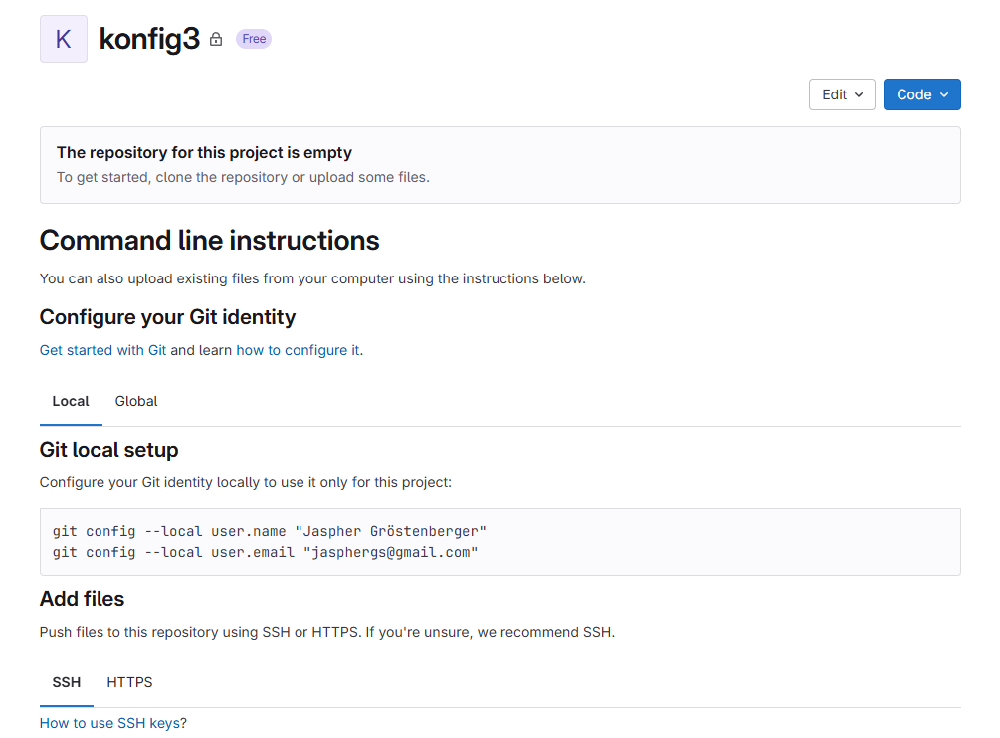 K
konfig3
Free
Edit
Code
The repository for this project is empty
To get started, clone the repository or upload some files.
Command line instructions
You can also upload existing files from your computer using the instructions below.
Configure your Git identity
Get started with Git and learn how to configure it.
Local Global
Git local setup
Configure your Git identity locally to use it only for this project:
git config --local user.name "Jaspher Gröstenberger"
git config --local user.email "jasphergs@gmail.com"
Add files
Push files to this repository using SSH or HTTPS. If you're unsure, we recommend SSH.
SSH HTTPS
How to use SSH keys?